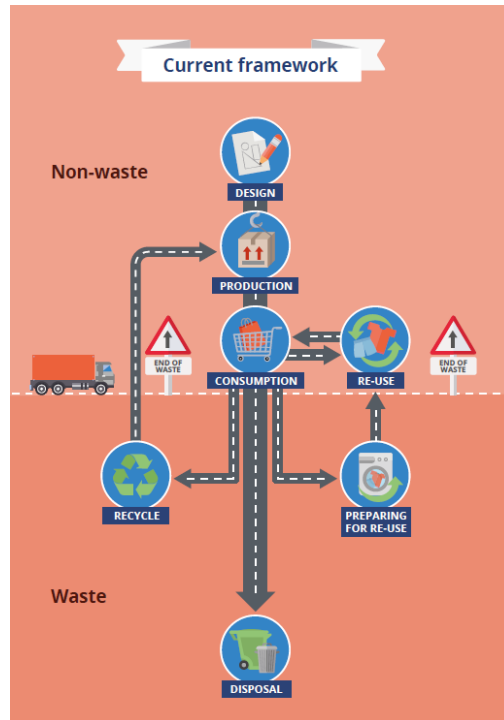 Current framework
Non-waste
DESIGN
PRODUCTION
END OF
WASTE
CONSUMPTION
RE-USE
END OF
WASTE
RECYCLE
PREPARING
FOR RE-USE
Waste
DISPOSAL